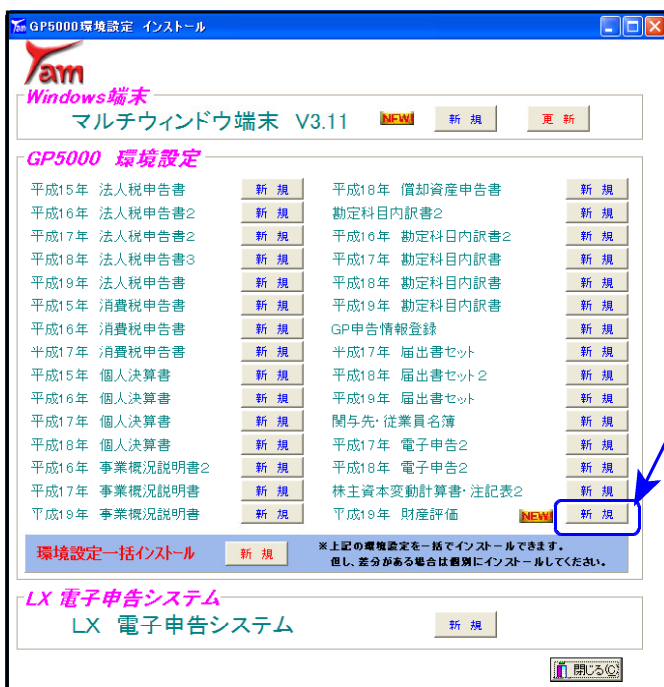 GP5000環境設定 インストール
Tam
Windows端末
マルチウィンドウ端末 V3.11 NEW! 新 規 更 新
GP5000 環境設定
平成15年 法人税申告書 新 規 平成18年 償却資産申告書 新 規
平成16年 法人税申告書2 新 規 勘定科目内訳書2 新 規
平成17年 法人税申告書2 新 規 平成16年 勘定科目内訳書2 新 規
平成18年 法人税申告書3 新 規 平成17年 勘定科目内訳書 新 規
平成19年 法人税申告書 新 規 平成18年 勘定科目内訳書 新 規
平成15年 消費税申告書 新 規 平成19年 勘定科目内訳書 新 規
平成16年 消費税申告書 新 規 GP申告情報登録 新 規
平成17年 消費税申告書 新 規 平成17年 届出書セット 新 規
平成15年 個人決算書 新 規 平成18年 届出書セット2 新 規
平成16年 個人決算書 新 規 平成19年 届出書セット 新 規
平成17年 個人決算書 新 規 関与先・従業員名簿 新 規
平成18年 個人決算書 新 規 平成17年 電子申告2 新 規
平成16年 事業概況説明書2 新 規 平成18年 電子申告2 新 規
平成17年 事業概況説明書 新 規 株主資本変動計算書・注記表2 新 規
平成19年 事業概況説明書 新 規 平成19年 財産評価 NEW! 新 規
環境設定一括インストール 新 規 ※上記の環境設定を一括でインストールできます。
但し、差分がある場合は個別にインストールしてください。
LX 電子申告システム
LX 電子申告システム 新 規
閉じる(C)